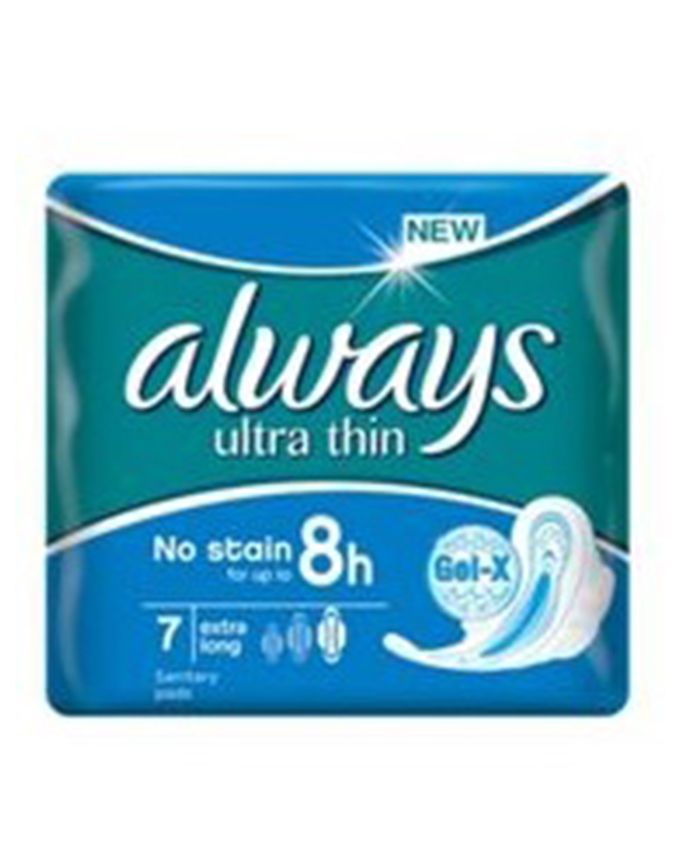 NEW
always
ultra thin
No stain
for up to
8h
Gel-X
7
extra
long
Sanitary
pads